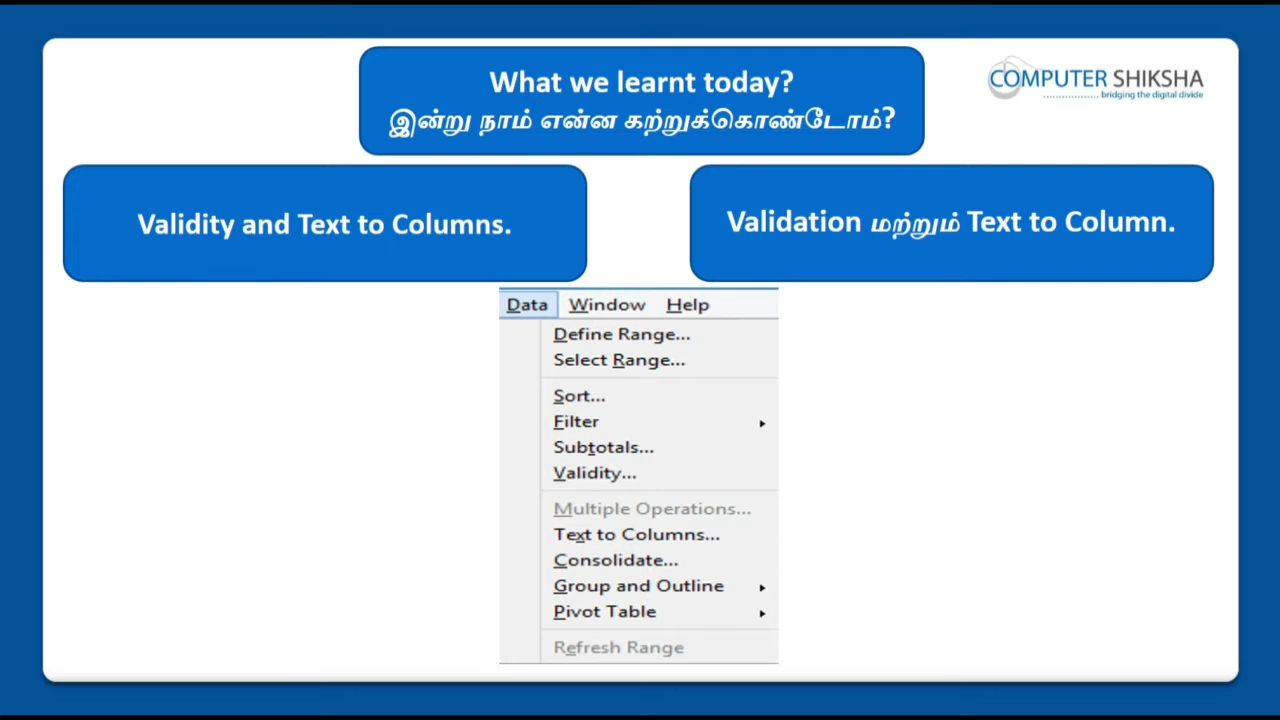 What we learnt today?
இன்று நாம் என்ன கற்றுக்கொண்டோம்?
COMPUTER SHIKSHA
bridging the digital divide
Validity and Text to Columns.
Validation மற்றும் Text to Column.
Data Window Help
Define Range...
Select Range...
Sort...
Filter
Subtotals...
Validity...
Multiple Operations...
Text to Columns...
Consolidate...
Group and Outline
Pivot Table
Refresh Range